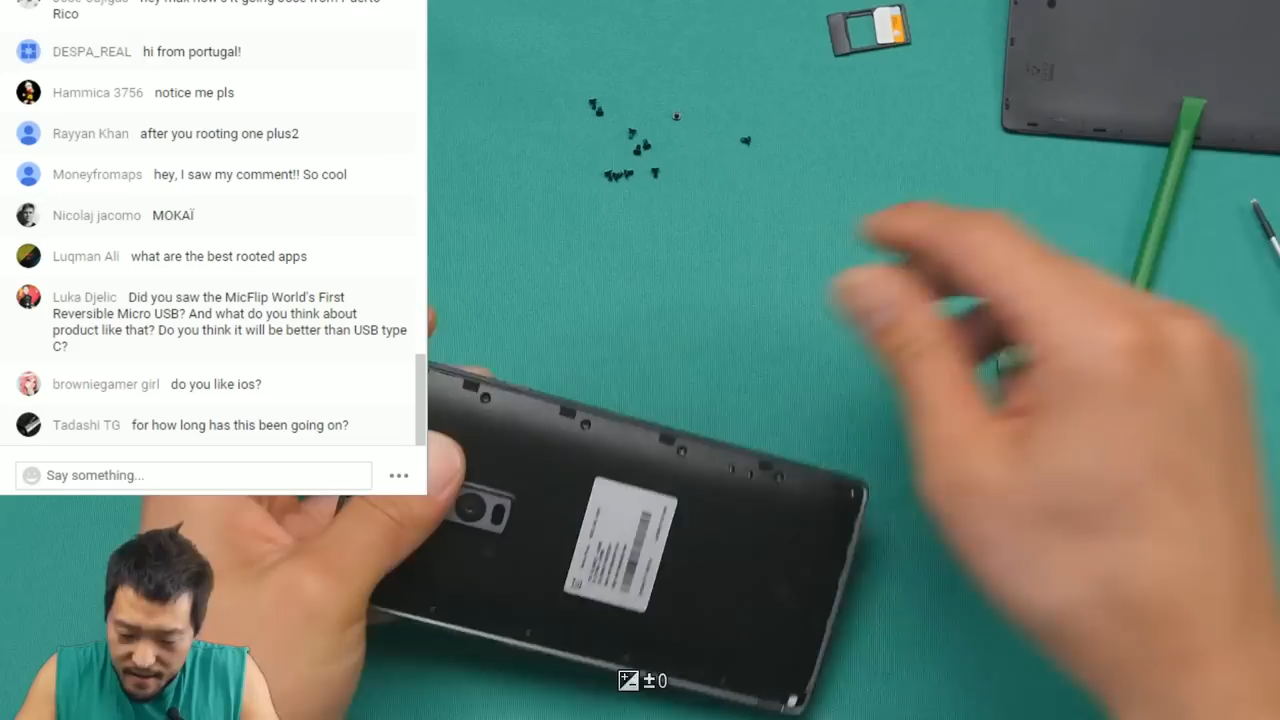 Rico
DESPA_REAL hi from portugal!
Hammica 3756 notice me pls
Rayyan Khan after you rooting one plus2
Moneyfromaps hey, I saw my comment!! So cool
Nicolaj jacomo MOKAÏ
Luqman Ali what are the best rooted apps
Luka Djelic Did you saw the MicFlip World's First
Reversible Micro USB? And what do you think about
product like that? Do you think it will be better than USB type
C?
browniegamer girl do you like ios?
Tadashi TG for how long has this been going on?
Say something...
±0